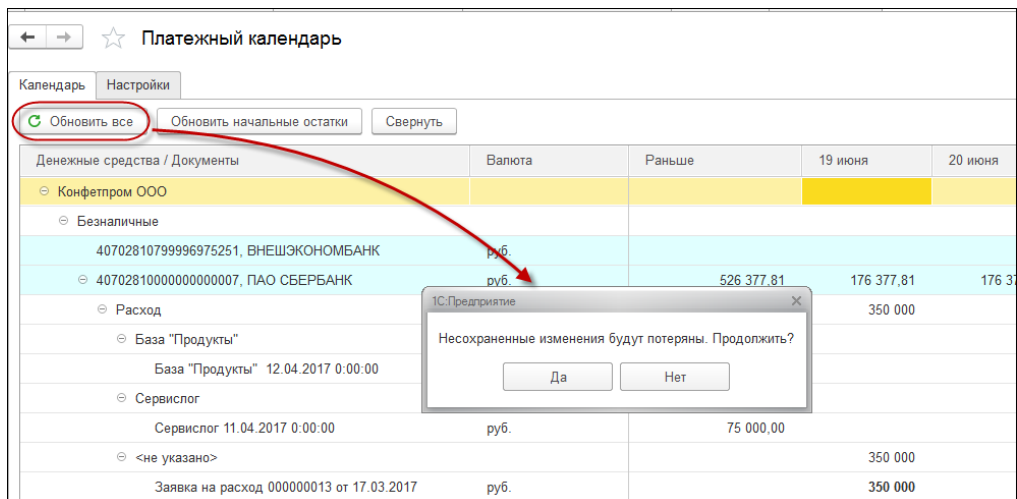 Платежный календарь
Календарь Настройки
Обновить все Обновить начальные остатки Свернуть
Денежные средства / Документы Валюта Раньше 19 июня 20 июня
Конфетпром ООО
Безналичные
40702810799996975251, ВНЕШЭКОНОМБАНК руб.
40702810000000000007, ПАО СБЕРБАНК руб. 526 377,81 176 377,81 176 37
1С:Предприятие
Расход 350 000
Несохраненные изменения будут потеряны. Продолжить?
База "Продукты"
База "Продукты" 12.04.2017 0:00:00
Да Нет
Сервислог
Сервислог 11.04.2017 0:00:00 руб. 75 000,00
<не указано> 350 000
Заявка на расход 000000013 от 17.03.2017 руб. 350 000